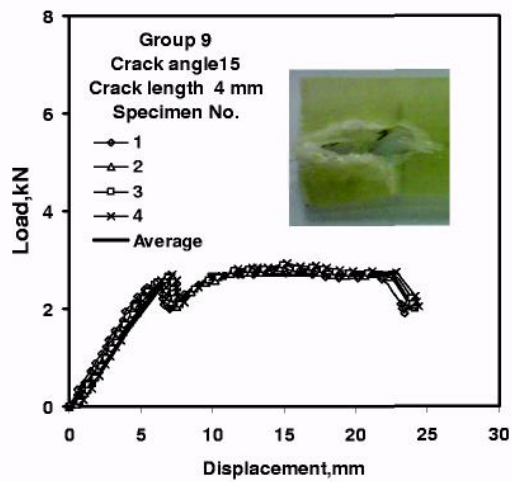 8
Group 9
Crack angle15
Crack length 4 mm
Specimen No.
1
2
3
4
Average
6
4
2
0
Load,kN
0 5 10 15 20 25 30
Displacement,mm